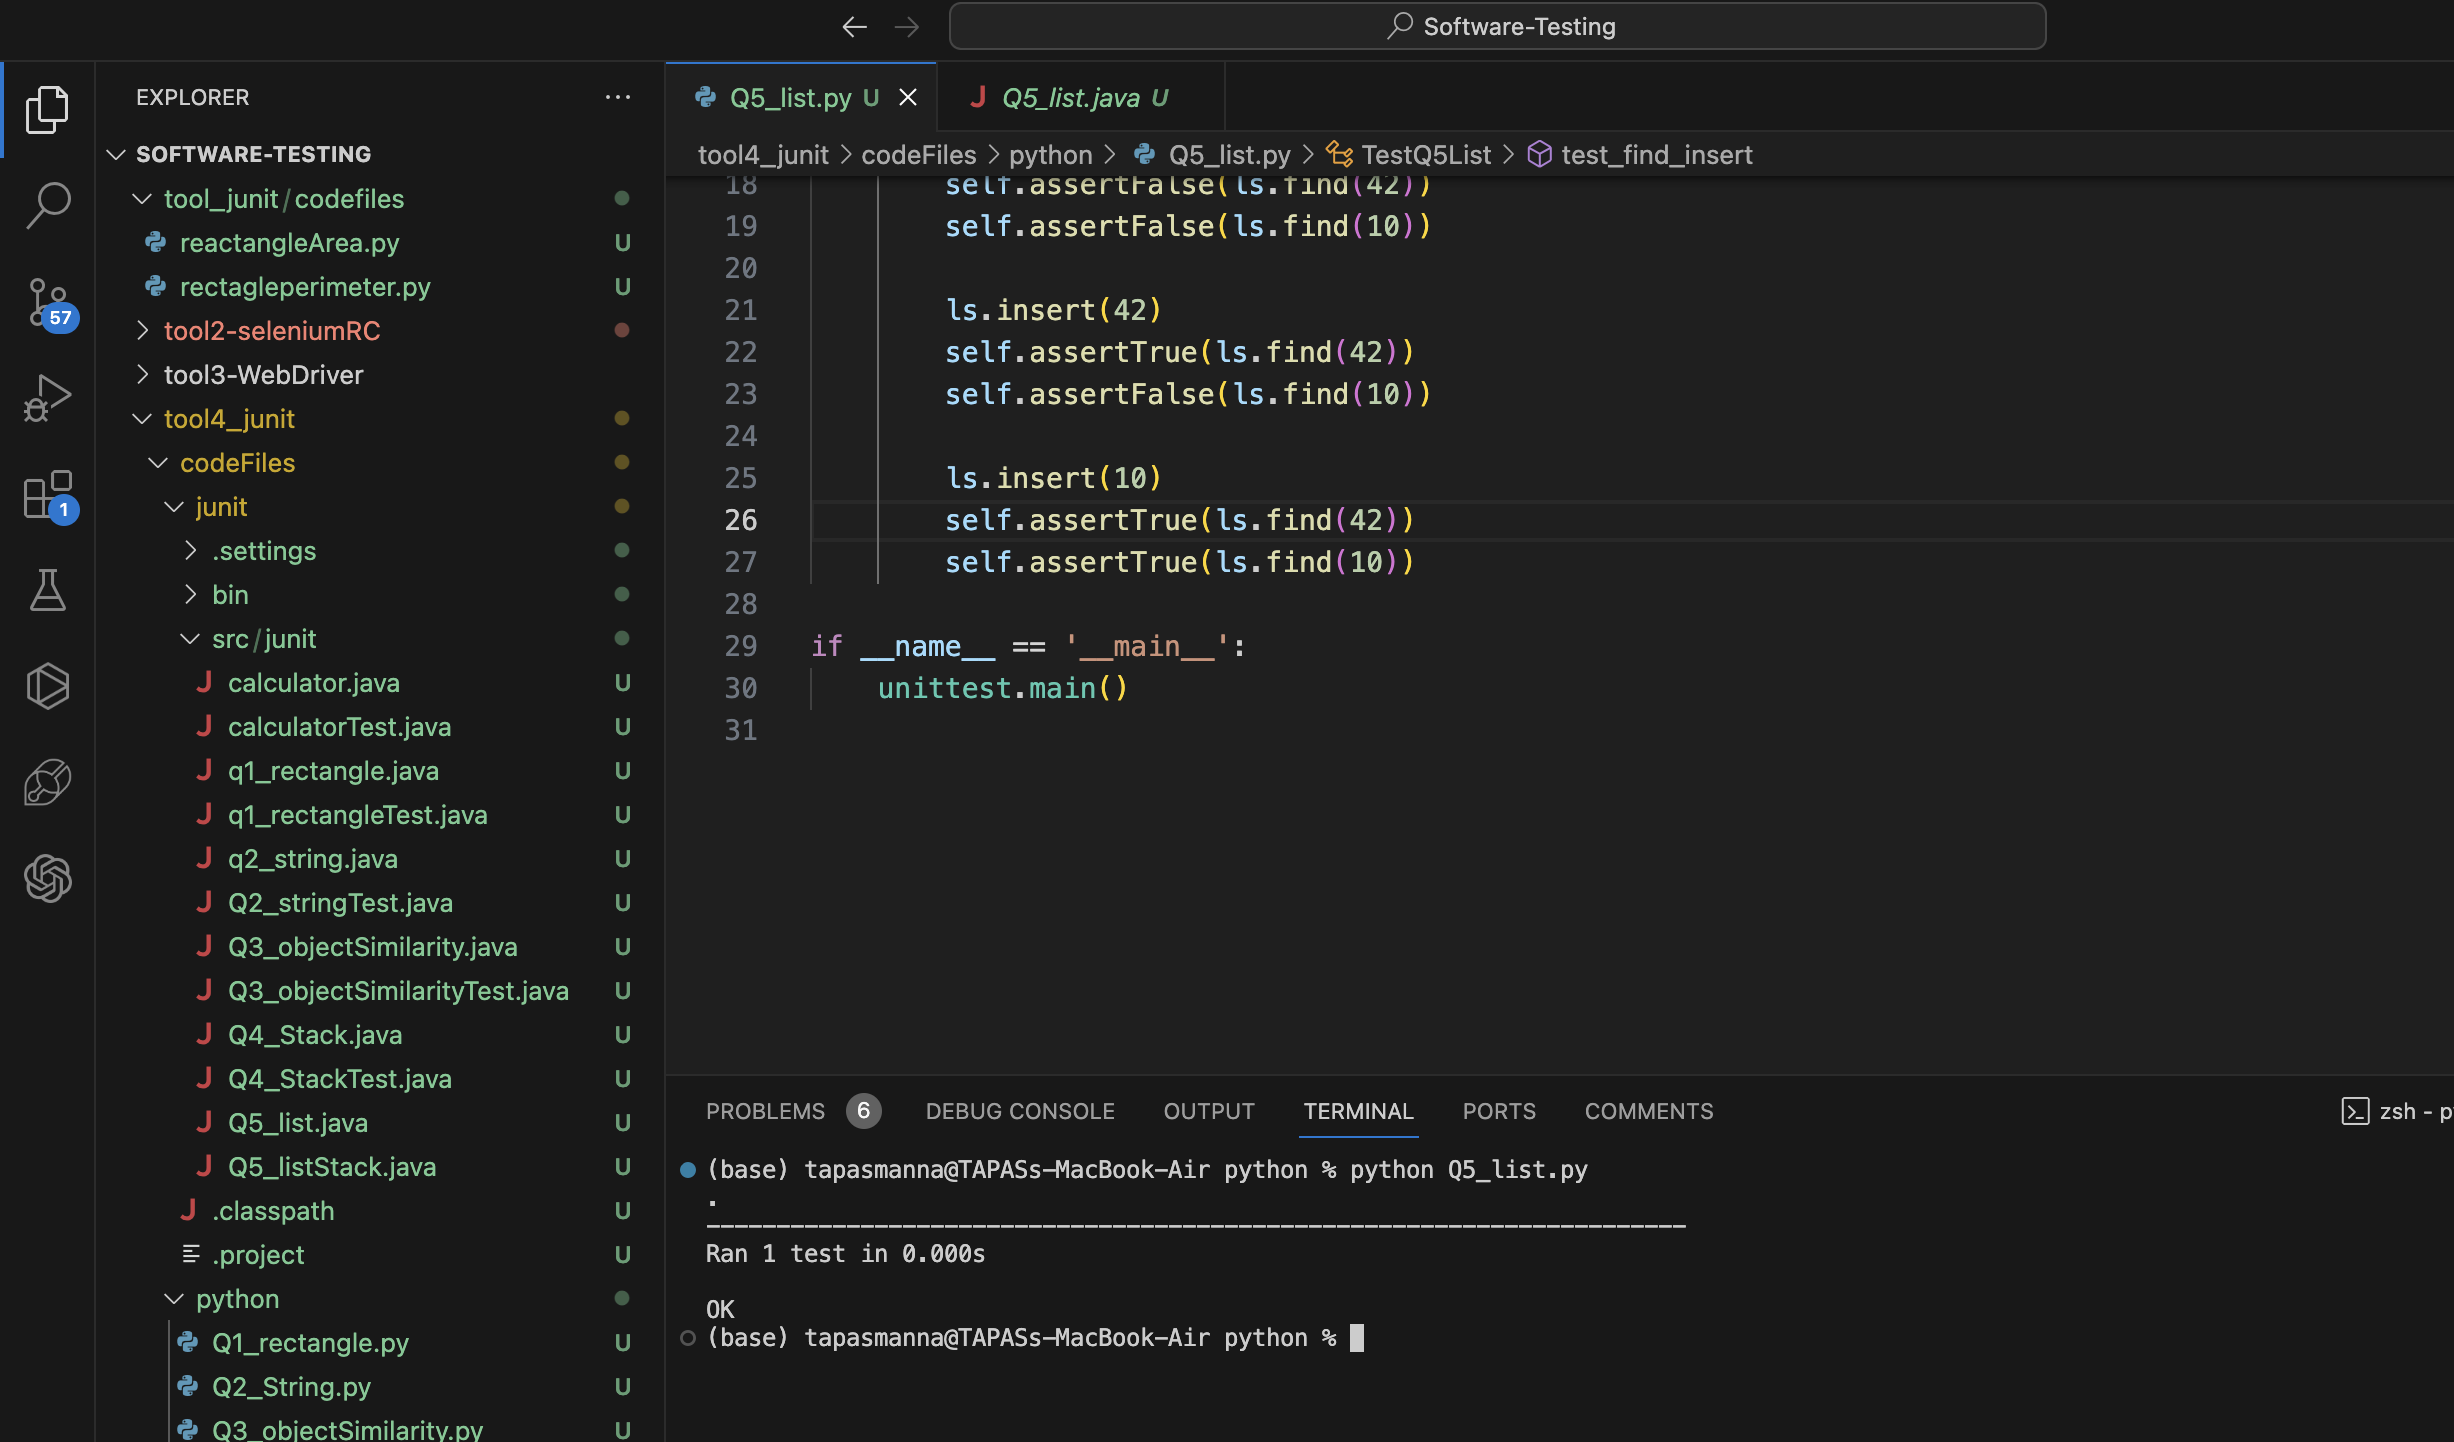 Software-Testing
EXPLORER
SOFTWARE-TESTING
tool_junit/codefiles
reactangleArea.py U
rectagleperimeter.py U
tool2-seleniumRC
tool3-WebDriver
tool4_junit
codeFiles
junit
.settings
bin
src/junit
calculator.java U
calculatorTest.java U
q1_rectangle.java U
q1_rectangleTest.java U
q2_string.java U
Q2_stringTest.java U
Q3_objectSimilarity.java U
Q3_objectSimilarityTest.java U
Q4_Stack.java U
Q4_StackTest.java U
Q5_list.java U
Q5_listStack.java U
.classpath U
.project U
python
Q1_rectangle.py U
Q2_String.py U
Q3_objectSimilarity.py U
57
1
Q5_list.py U
Q5_list.java U
tool4_junit > codeFiles > python > Q5_list.py > TestQ5List > test_find_insert
18 self.assertFalse(ls.find(42))
19 self.assertFalse(ls.find(10))
20
21 ls.insert(42)
22 self.assertTrue(ls.find(42))
23 self.assertFalse(ls.find(10))
24
25 ls.insert(10)
26 self.assertTrue(ls.find(42))
27 self.assertTrue(ls.find(10))
28
29 if __name__ == '__main__':
30 unittest.main()
31
PROBLEMS 6 DEBUG CONSOLE OUTPUT TERMINAL PORTS COMMENTS
zsh - p
(base) tapasmanna@TAPASs-MacBook-Air python % python Q5_list.py
.
----------------------------------------------------------------------
Ran 1 test in 0.000s
OK
(base) tapasmanna@TAPASs-MacBook-Air python %